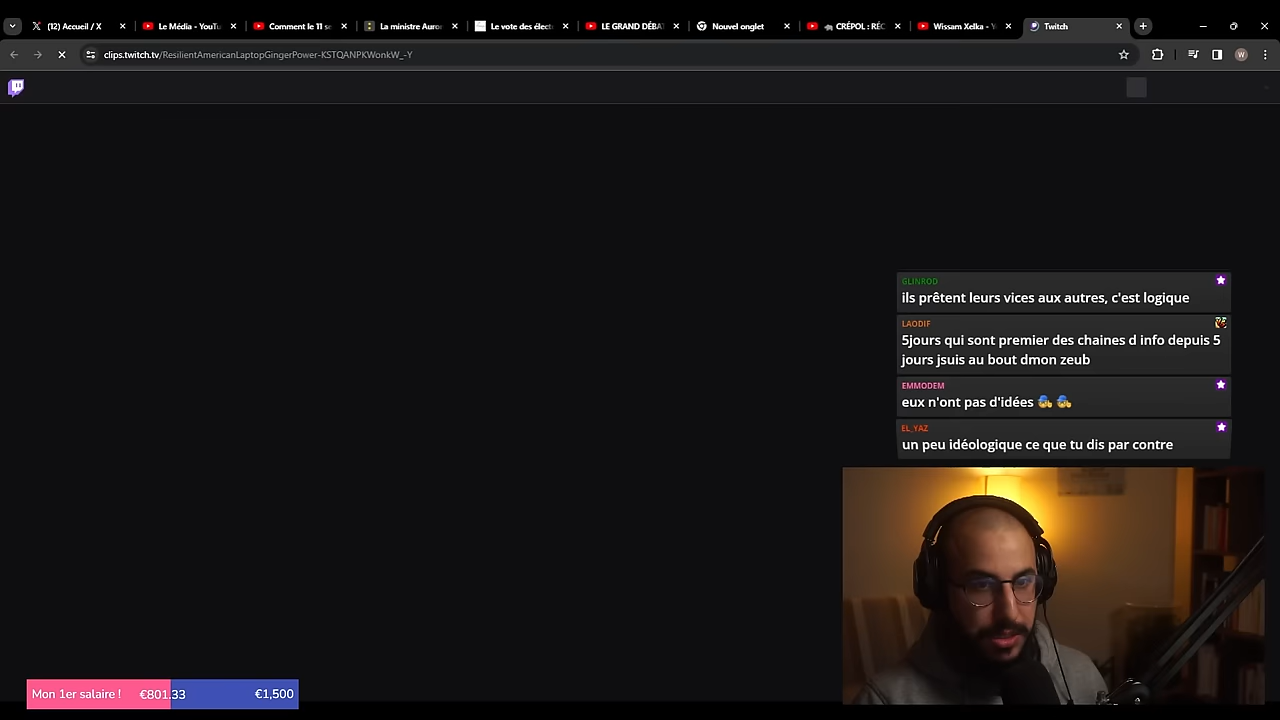 (12) Accueil / X
Le Média - YouTu
Comment le 11 se
La ministre Auror
Le vote des électe
LE GRAND DÉBAT
Nouvel onglet
CRÉPOL : RÉC
Wissam Xelka - Y
Twitch
clips.twitch.tv/ResilientAmericanLaptopGingerPower-KSTQANPKWonkW_-Y
W
GLINROD
ils prêtent leurs vices aux autres, c'est logique
LAODIF
5jours qui sont premier des chaines d info depuis 5
jours jsuis au bout dmon zeub
EMMODEM
eux n'ont pas d'idées
EL_YAZ
un peu idéologique ce que tu dis par contre
Mon 1er salaire ! €801.33 €1,500